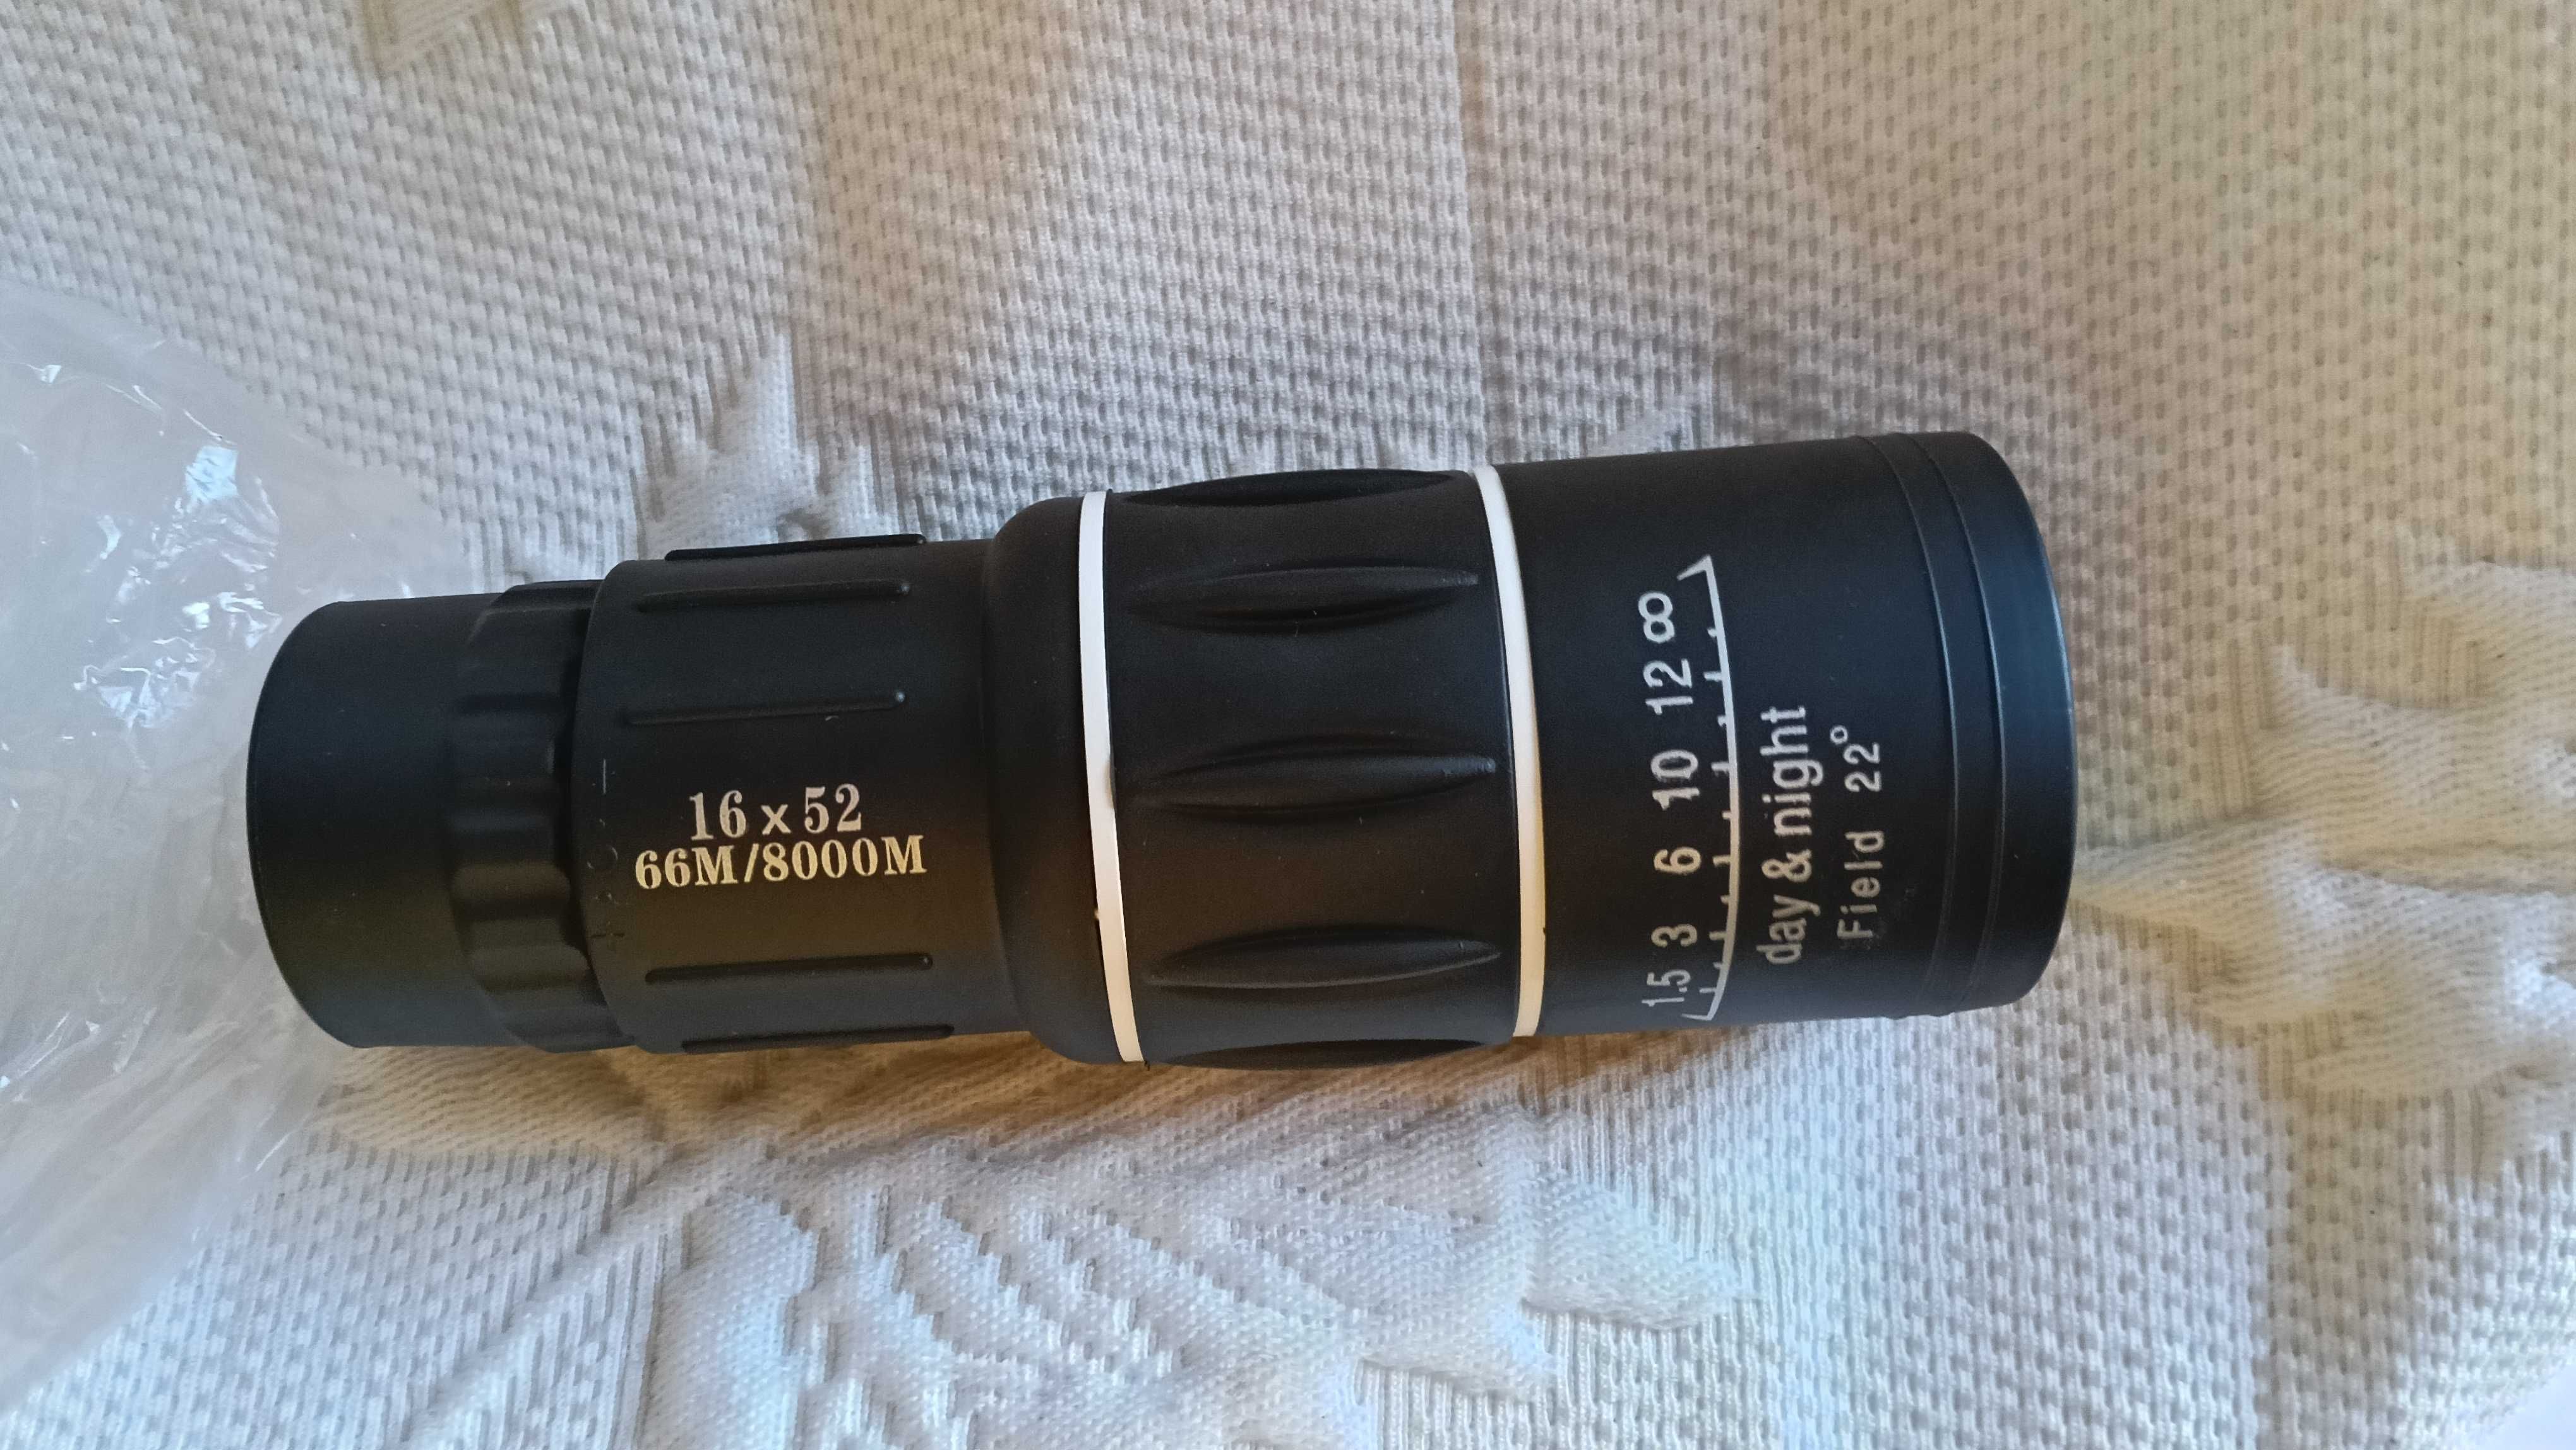 16 x 52
66M/8000M
1.5 3 6 10 12 ∞
day & night
Field 22°